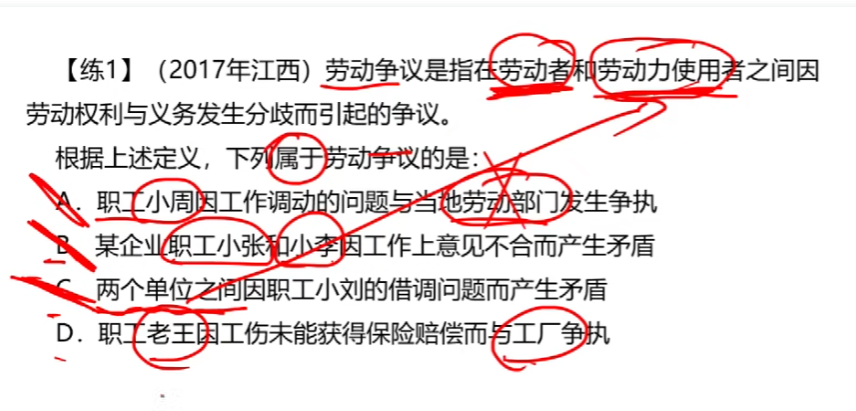 【练1】（2017年江西）劳动争议是指在劳动者和劳动力使用者之间因
劳动权利与义务发生分歧而引起的争议。
根据上述定义，下列属于劳动争议的是：
A．职工小周因工作调动的问题与当地劳动部门发生争执
B．某企业职工小张和小李因工作上意见不合而产生矛盾
C．两个单位之间因职工小刘的借调问题而产生矛盾
D．职工老王因工伤未能获得保险赔偿而与工厂争执